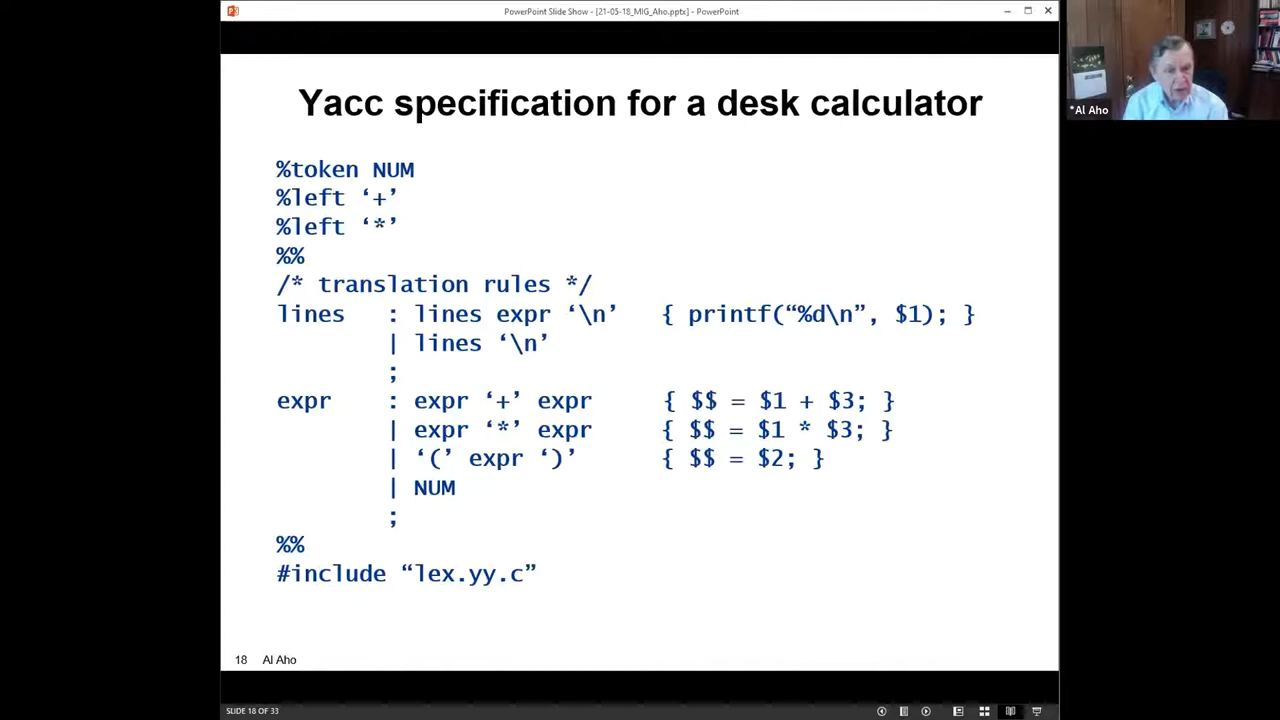 PowerPoint Slide Show - [21-05-18_MIG_Aho.pptx] - PowerPoint
Yacc specification for a desk calculator
%token NUM
%left ‘+’
%left ‘*’
%%
/* translation rules */
lines : lines expr ‘\n’ { printf(“%d\n”, $1); }
| lines ‘\n’
;
expr : expr ‘+’ expr { $$ = $1 + $3; }
| expr ‘*’ expr { $$ = $1 * $3; }
| ‘(’ expr ‘)’ { $$ = $2; }
| NUM
;
%%
#include “lex.yy.c”
18 Al Aho
SLIDE 18 OF 33
*Al Aho